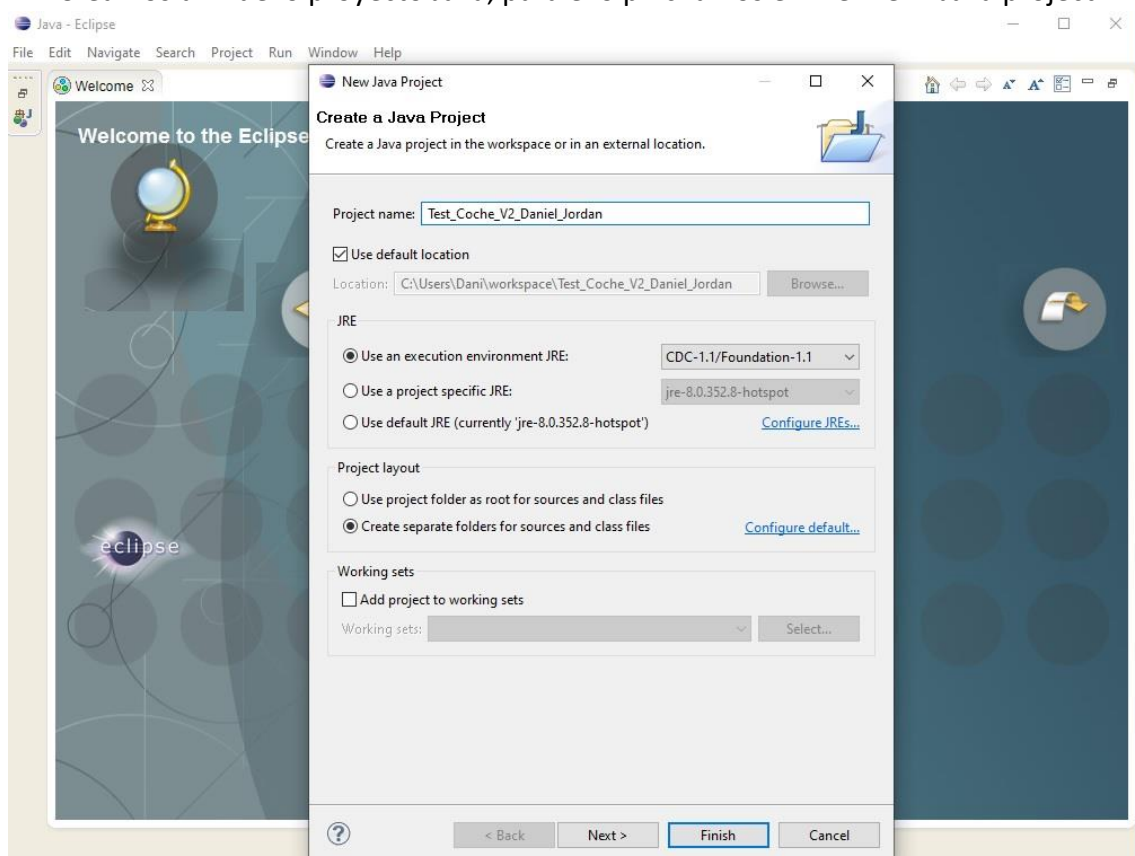 Java - Eclipse
File Edit Navigate Search Project Run Window Help
Welcome
Welcome to the Eclipse
eclipse
New Java Project
Create a Java Project
Create a Java project in the workspace or in an external location.
Project name: Test_Coche_V2_Daniel_Jordan
Use default location
Location: C:\Users\Dani\workspace\Test_Coche_V2_Daniel_Jordan Browse...
JRE
Use an execution environment JRE: CDC-1.1/Foundation-1.1
Use a project specific JRE: jre-8.0.352.8-hotspot
Use default JRE (currently 'jre-8.0.352.8-hotspot') Configure JREs...
Project layout
Use project folder as root for sources and class files
Create separate folders for sources and class files Configure default...
Working sets
Add project to working sets
Working sets: Select...
< Back Next > Finish Cancel